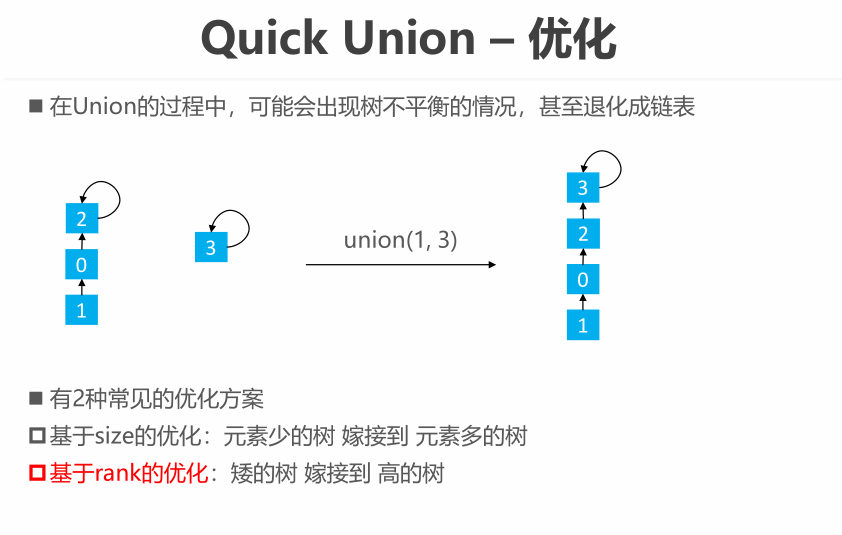 Quick Union – 优化
在Union的过程中，可能会出现树不平衡的情况，甚至退化成链表
3
2
2
3
union(1, 3)
0
0
1
1
有2种常见的优化方案
基于size的优化：元素少的树 嫁接到 元素多的树
基于rank的优化：矮的树 嫁接到 高的树